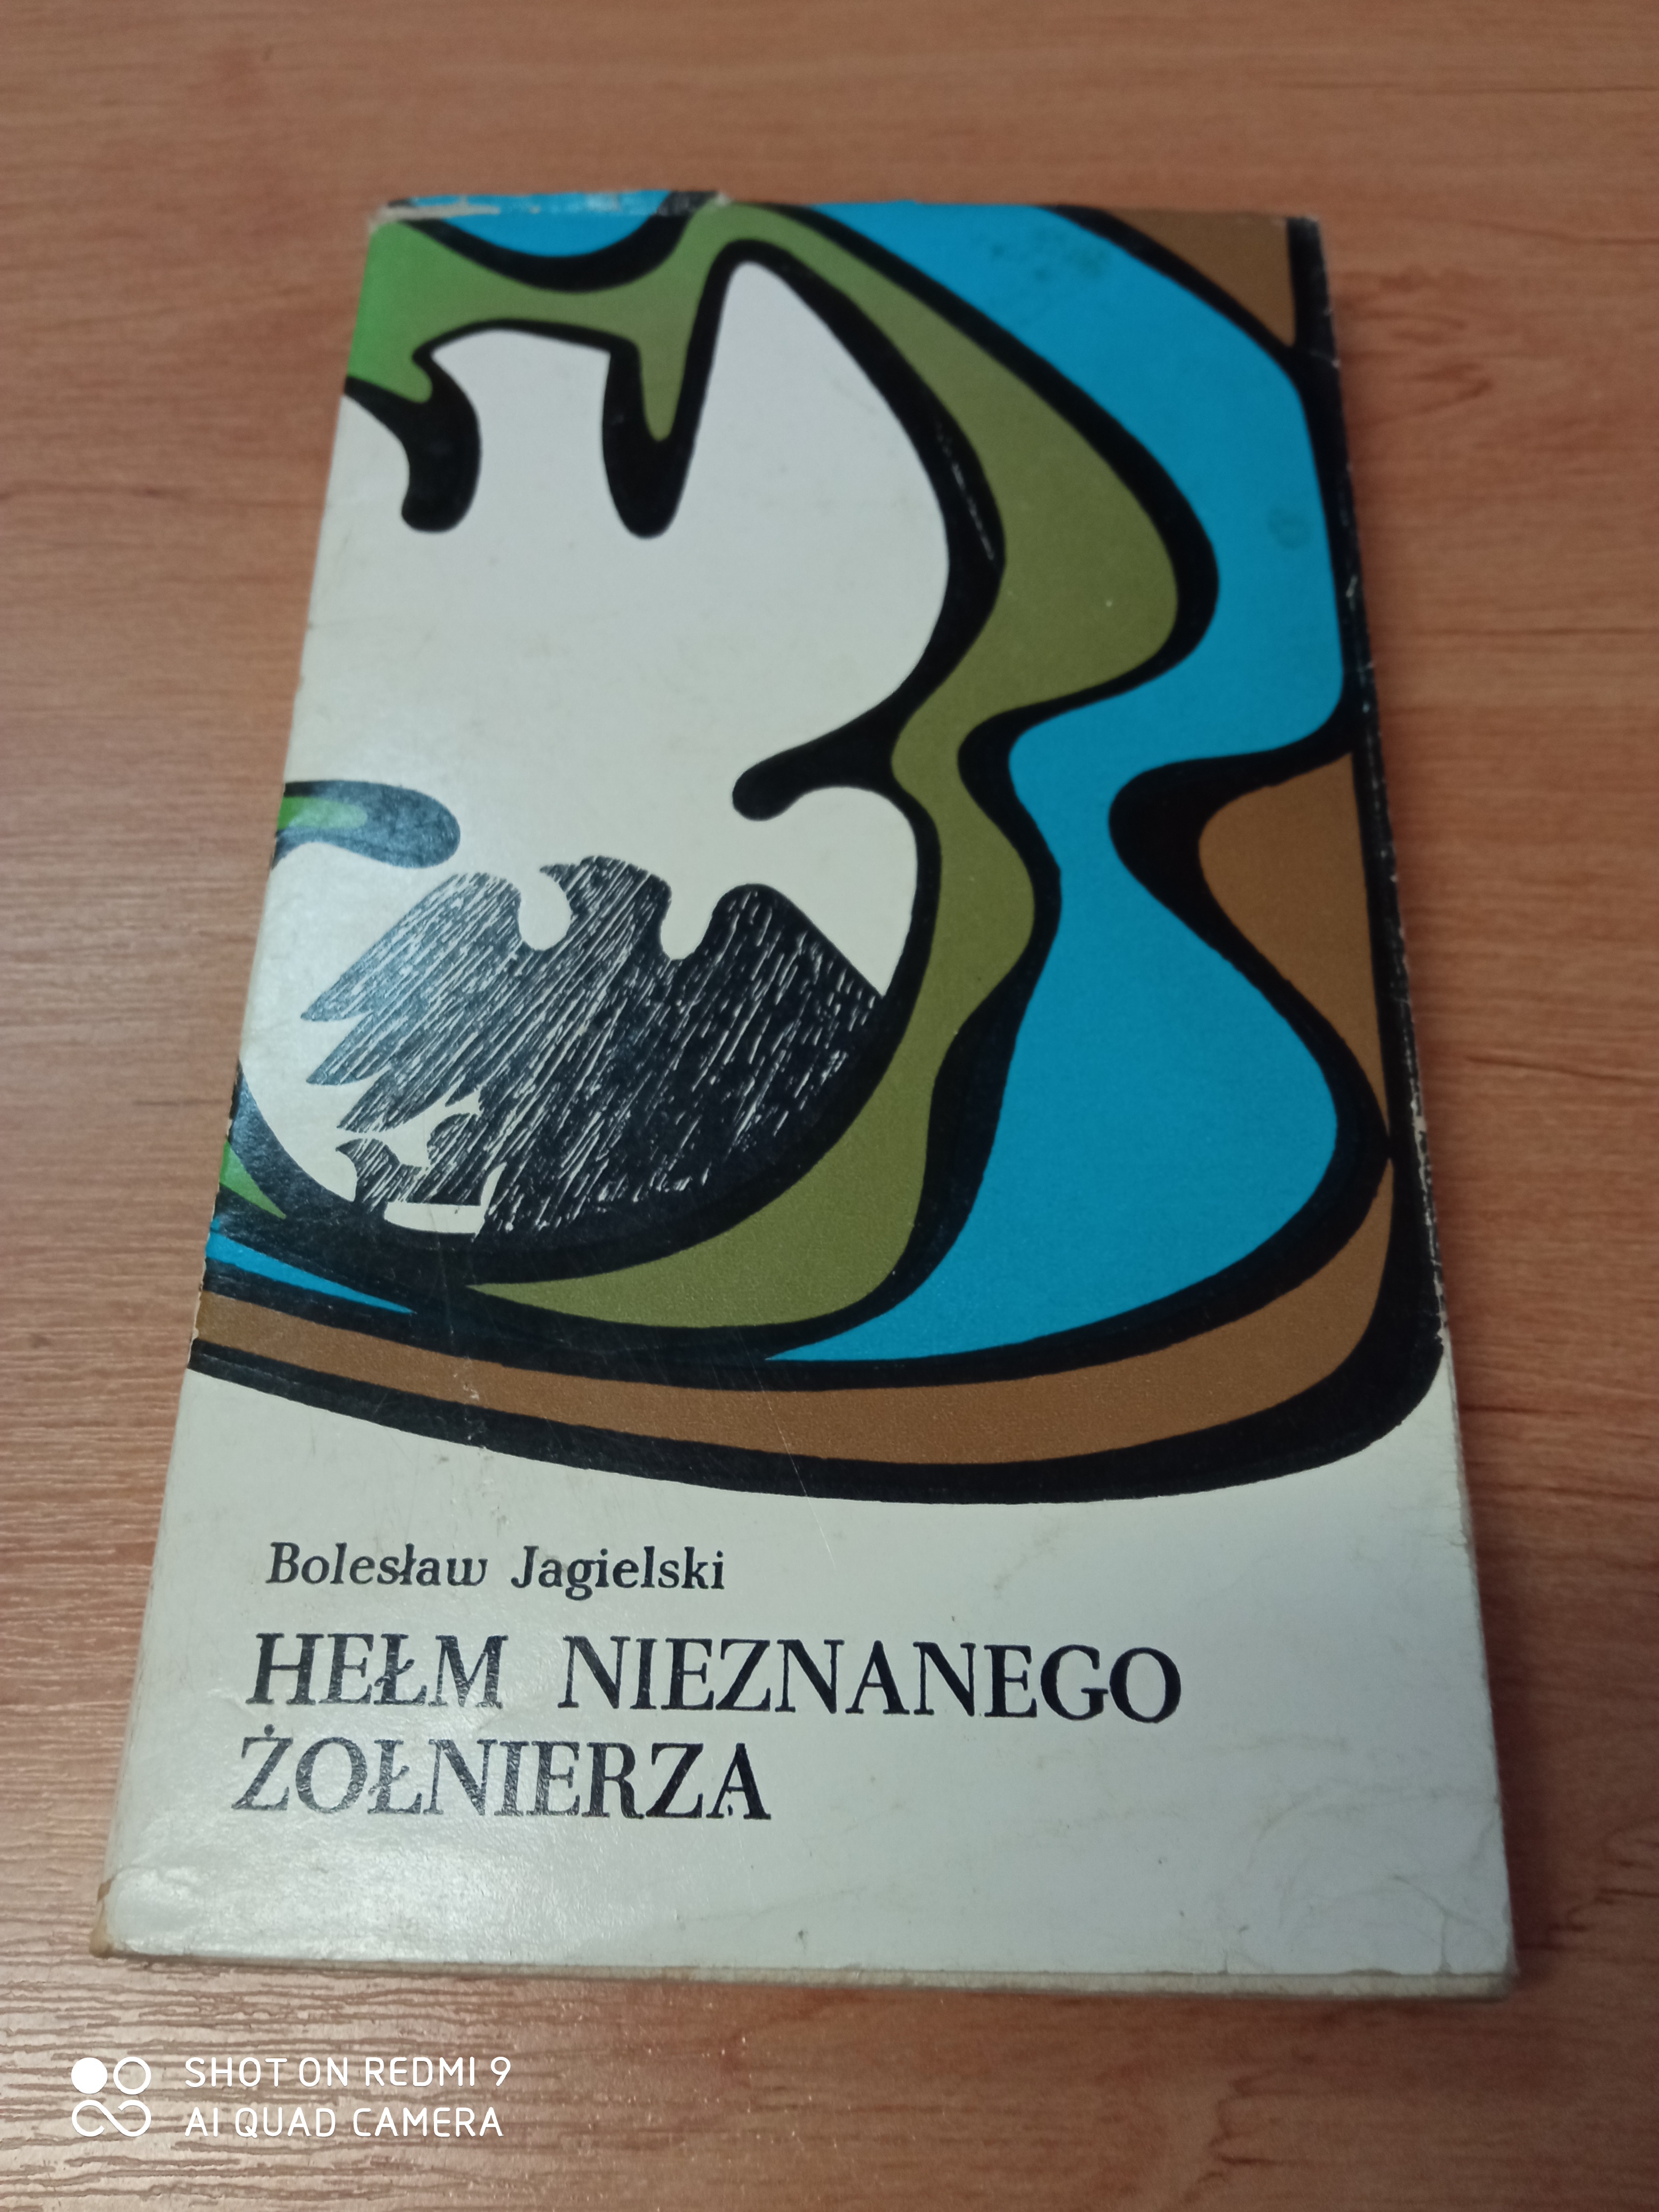 Bolesław Jagielski
HEŁM NIEZNANEGO
ŻOŁNIERZA
SHOT ON REDMI 9
AI QUAD CAMERA